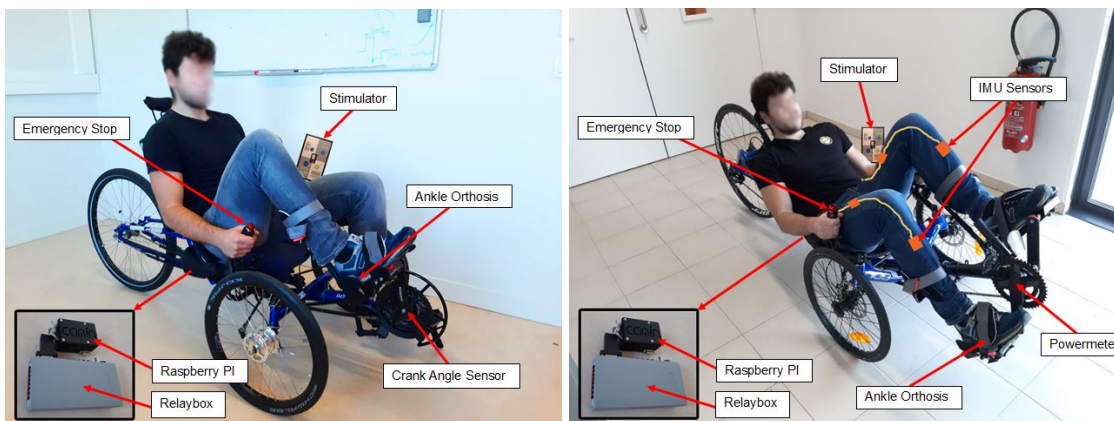 Stimulator
Emergency Stop
Ankle Orthosis
Raspberry PI
Relaybox
Crank Angle Sensor
Stimulator
IMU Sensors
Emergency Stop
Raspberry PI
Relaybox
Powermete
Ankle Orthosis